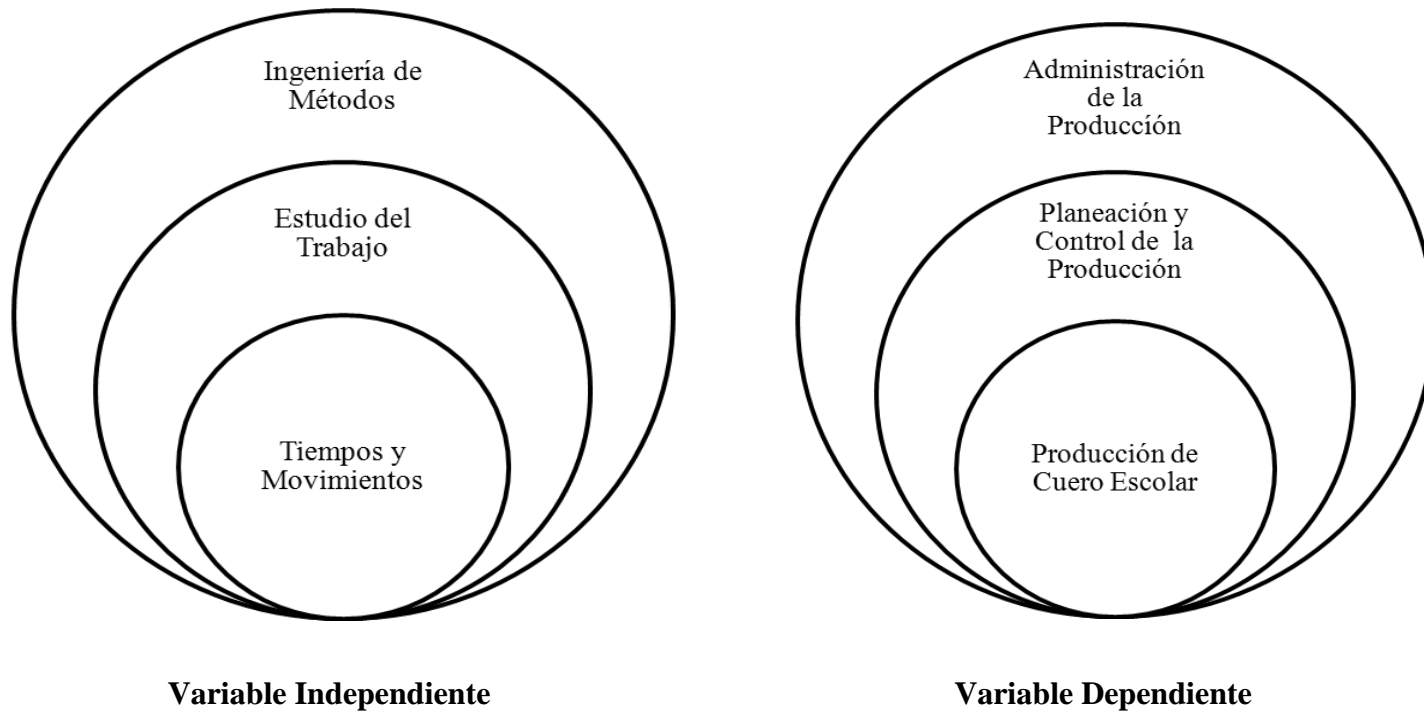 Ingeniería de
Métodos
Estudio del
Trabajo
Tiempos y
Movimientos
Variable Independiente
Administración
de la
Producción
Planeación y
Control de la
Producción
Producción de
Cuero Escolar
Variable Dependiente